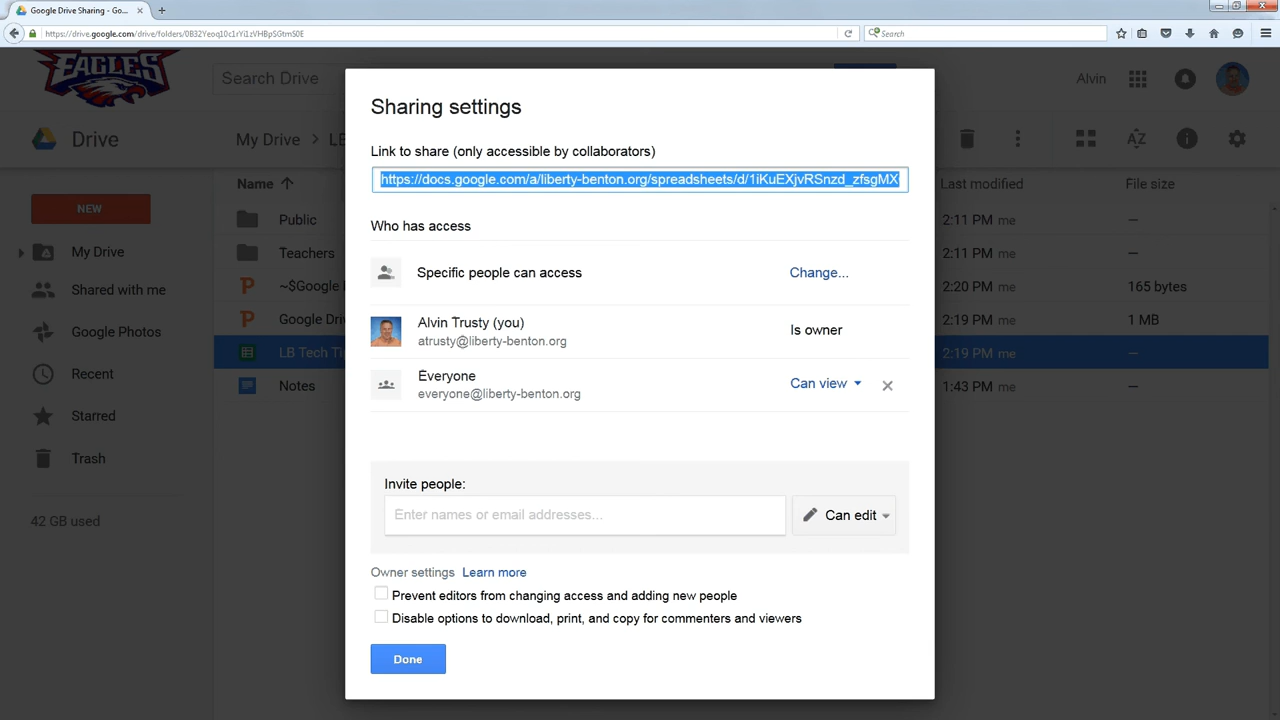 Google Drive Sharing - Go...
https://drive.google.com/drive/folders/0B32Yeoq10c1rYi1zVHBpSGtmS0E
Search
EAGLES
Search Drive
Alvin
Drive
My Drive > LB
Name
Last modified
File size
NEW
My Drive
Shared with me
Google Photos
Recent
Starred
Trash
42 GB used
Public
2:11 PM me
—
Teachers
2:11 PM me
—
~$Google
2:20 PM me
165 bytes
Google Dri
2:19 PM me
1 MB
LB Tech Ti
2:19 PM me
—
Notes
1:43 PM me
—
Sharing settings
Link to share (only accessible by collaborators)
https://docs.google.com/a/liberty-benton.org/spreadsheets/d/1iKuEXjvRSnzd_zfsgMX
Who has access
Specific people can access
Change...
Alvin Trusty (you)
atrusty@liberty-benton.org
Is owner
Everyone
everyone@liberty-benton.org
Can view
Invite people:
Enter names or email addresses...
Can edit
Owner settings Learn more
Prevent editors from changing access and adding new people
Disable options to download, print, and copy for commenters and viewers
Done